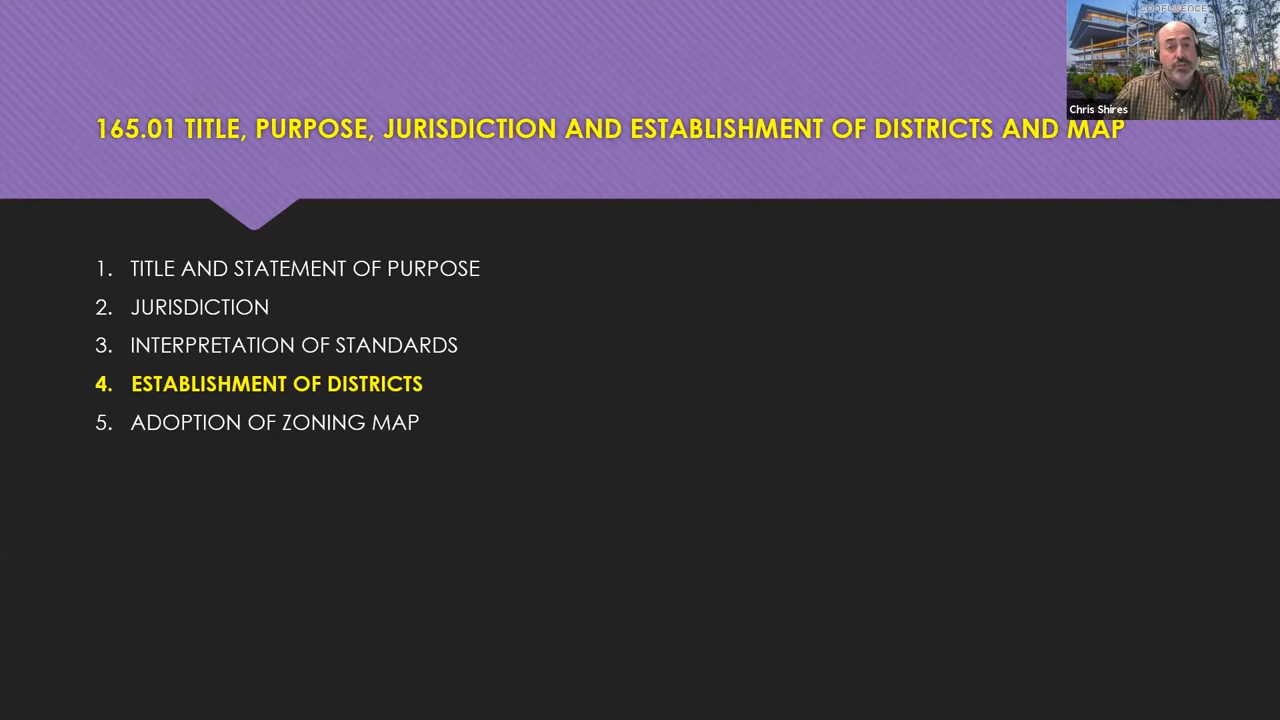 CONFLUENCE
Chris Shires
165.01 TITLE, PURPOSE, JURISDICTION AND ESTABLISHMENT OF DISTRICTS AND MAP
1. TITLE AND STATEMENT OF PURPOSE
2. JURISDICTION
3. INTERPRETATION OF STANDARDS
4. ESTABLISHMENT OF DISTRICTS
5. ADOPTION OF ZONING MAP